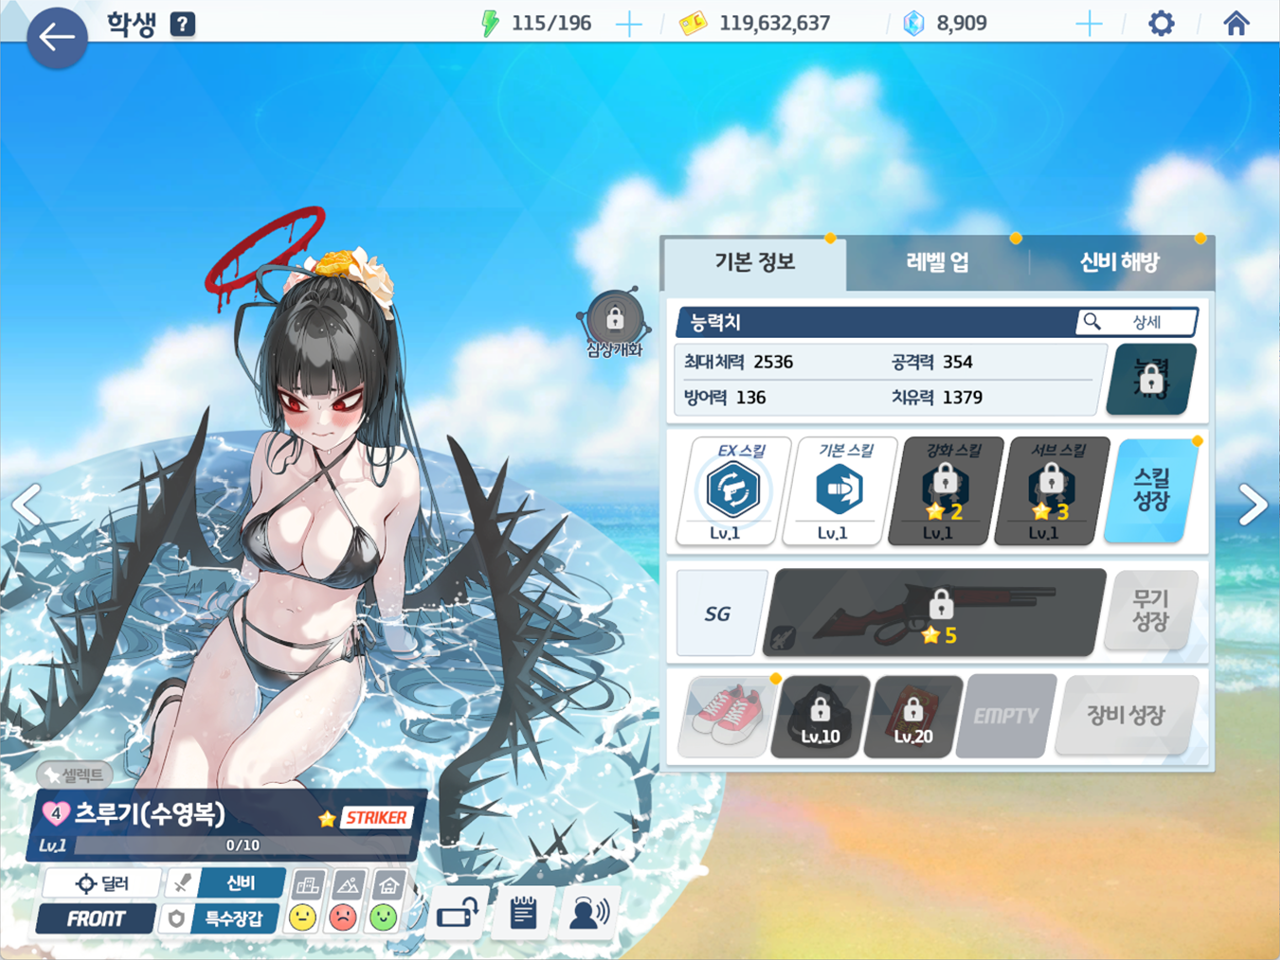 학생 ?
115/196
119,632,637
8,909
심상개화
기본 정보
레벨 업
신비 해방
능력치
상세
최대 체력 2536
공격력 354
방어력 136
치유력 1379
EX 스킬
Lv.1
기본 스킬
Lv.1
강화 스킬
2
Lv.1
서브 스킬
3
Lv.1
스킬
성장
SG
5
무기
성장
Lv.10
Lv.20
EMPTY
장비 성장
셀렉트
4 츠루기(수영복)
STRIKER
Lv.1
0/10
딜러
신비
FRONT
특수장갑